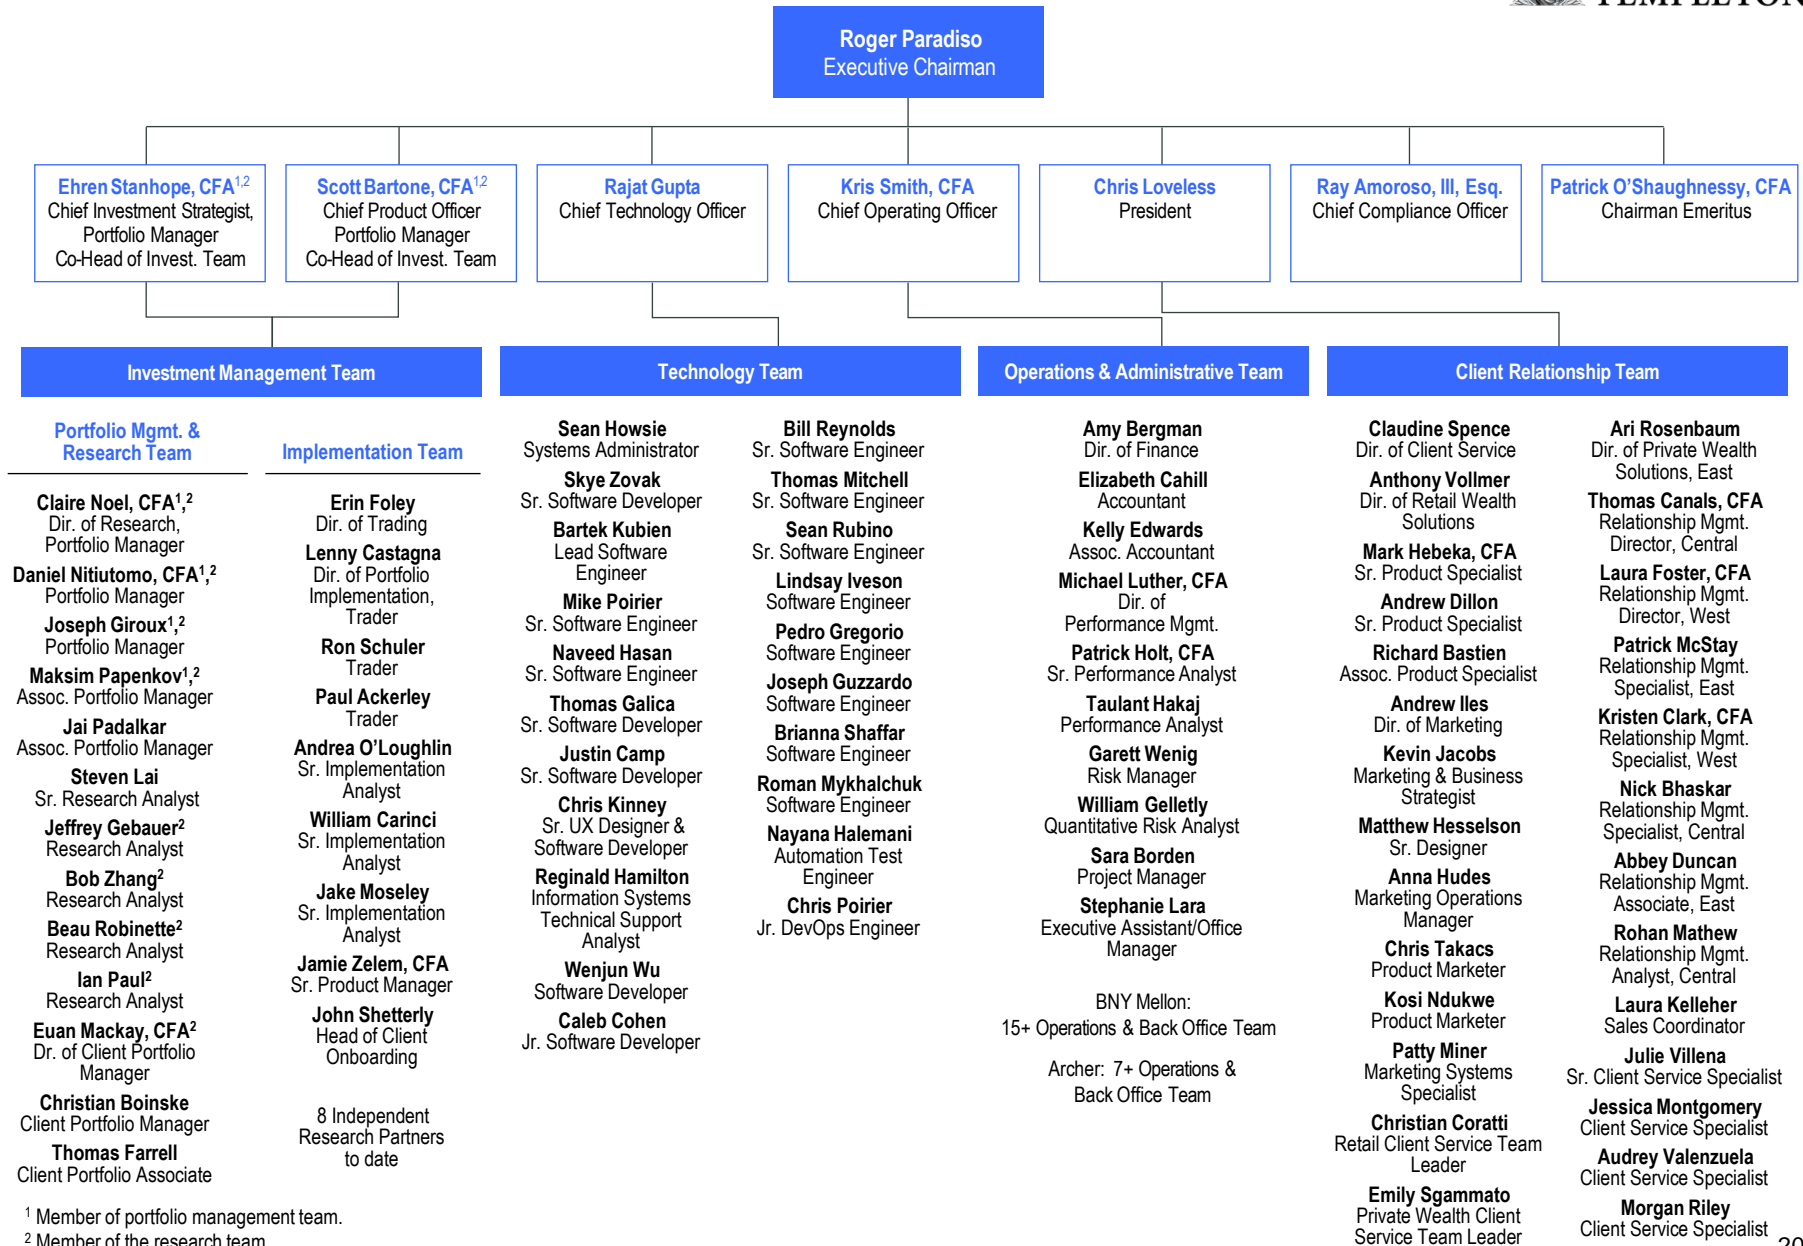 TEMPLETON
Roger Paradiso
Executive Chairman
Ehren Stanhope, CFA1,2
Chief Investment Strategist,
Portfolio Manager
Co-Head of Invest. Team
Scott Bartone, CFA1,2
Chief Product Officer
Portfolio Manager
Co-Head of Invest. Team
Rajat Gupta
Chief Technology Officer
Kris Smith, CFA
Chief Operating Officer
Chris Loveless
President
Ray Amoroso, III, Esq.
Chief Compliance Officer
Patrick O'Shaughnessy, CFA
Chairman Emeritus
Investment Management Team
Portfolio Mgmt. &
Research Team
Claire Noel, CFA1,2
Dir. of Research,
Portfolio Manager
Daniel Nitiutomo, CFA1,2
Portfolio Manager
Joseph Giroux1,2
Portfolio Manager
Maksim Papenkov1,2
Assoc. Portfolio Manager
Jai Padalkar
Assoc. Portfolio Manager
Steven Lai
Sr. Research Analyst
Jeffrey Gebauer2
Research Analyst
Bob Zhang2
Research Analyst
Beau Robinette2
Research Analyst
Ian Paul2
Research Analyst
Euan Mackay, CFA2
Dr. of Client Portfolio
Manager
Christian Boinske
Client Portfolio Manager
Thomas Farrell
Client Portfolio Associate
Implementation Team
Erin Foley
Dir. of Trading
Lenny Castagna
Dir. of Portfolio
Implementation,
Trader
Ron Schuler
Trader
Paul Ackerley
Trader
Andrea O'Loughlin
Sr. Implementation
Analyst
William Carinci
Sr. Implementation
Analyst
Jake Moseley
Sr. Implementation
Analyst
Jamie Zelem, CFA
Sr. Product Manager
John Shetterly
Head of Client
Onboarding
8 Independent
Research Partners
to date
Technology Team
Sean Howsie
Systems Administrator
Skye Zovak
Sr. Software Developer
Bartek Kubien
Lead Software
Engineer
Mike Poirier
Sr. Software Engineer
Naveed Hasan
Sr. Software Engineer
Thomas Galica
Sr. Software Developer
Justin Camp
Sr. Software Developer
Chris Kinney
Sr. UX Designer &
Software Developer
Reginald Hamilton
Information Systems
Technical Support
Analyst
Wenjun Wu
Software Developer
Caleb Cohen
Jr. Software Developer
Bill Reynolds
Sr. Software Engineer
Thomas Mitchell
Sr. Software Engineer
Sean Rubino
Sr. Software Engineer
Lindsay Iveson
Software Engineer
Pedro Gregorio
Software Engineer
Joseph Guzzardo
Software Engineer
Brianna Shaffar
Software Engineer
Roman Mykhalchuk
Software Engineer
Nayana Halemani
Automation Test
Engineer
Chris Poirier
Jr. DevOps Engineer
Operations & Administrative Team
Amy Bergman
Dir. of Finance
Elizabeth Cahill
Accountant
Kelly Edwards
Assoc. Accountant
Michael Luther, CFA
Dir. of
Performance Mgmt.
Patrick Holt, CFA
Sr. Performance Analyst
Taulant Hakaj
Performance Analyst
Garett Wenig
Risk Manager
William Gelletly
Quantitative Risk Analyst
Sara Borden
Project Manager
Stephanie Lara
Executive Assistant/Office
Manager
BNY Mellon:
15+ Operations & Back Office Team
Archer: 7+ Operations &
Back Office Team
Client Relationship Team
Claudine Spence
Dir. of Client Service
Anthony Vollmer
Dir. of Retail Wealth
Solutions
Mark Hebeka, CFA
Sr. Product Specialist
Andrew Dillon
Sr. Product Specialist
Richard Bastien
Assoc. Product Specialist
Andrew Iles
Dir. of Marketing
Kevin Jacobs
Marketing & Business
Strategist
Matthew Hesselson
Sr. Designer
Anna Hudes
Marketing Operations
Manager
Chris Takacs
Product Marketer
Kosi Ndukwe
Product Marketer
Patty Miner
Marketing Systems
Specialist
Christian Coratti
Retail Client Service Team
Leader
Emily Sgammato
Private Wealth Client
Service Team Leader
Ari Rosenbaum
Dir. of Private Wealth
Solutions, East
Thomas Canals, CFA
Relationship Mgmt.
Director, Central
Laura Foster, CFA
Relationship Mgmt.
Director, West
Patrick McStay
Relationship Mgmt.
Specialist, East
Kristen Clark, CFA
Relationship Mgmt.
Specialist, West
Nick Bhaskar
Relationship Mgmt.
Specialist, Central
Abbey Duncan
Relationship Mgmt.
Associate, East
Rohan Mathew
Relationship Mgmt.
Analyst, Central
Laura Kelleher
Sales Coordinator
Julie Villena
Sr. Client Service Specialist
Jessica Montgomery
Client Service Specialist
Audrey Valenzuela
Client Service Specialist
Morgan Riley
Client Service Specialist
1 Member of portfolio management team.
2 Member of the research team
20